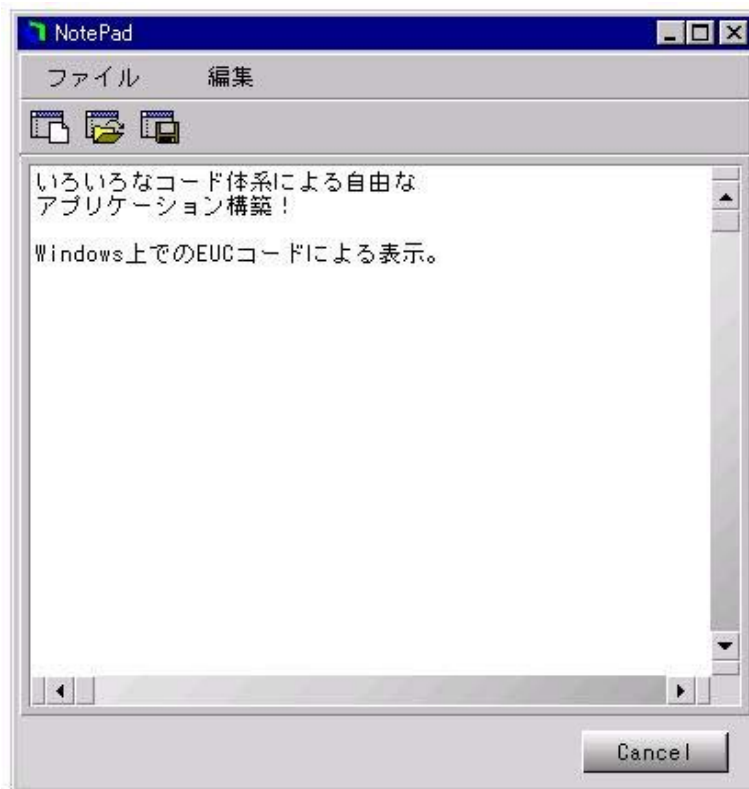 NotePad
ファイル 編集
いろいろなコード体系による自由な
アプリケーション構築!
Windows上でのEUCコードによる表示。
Cancel